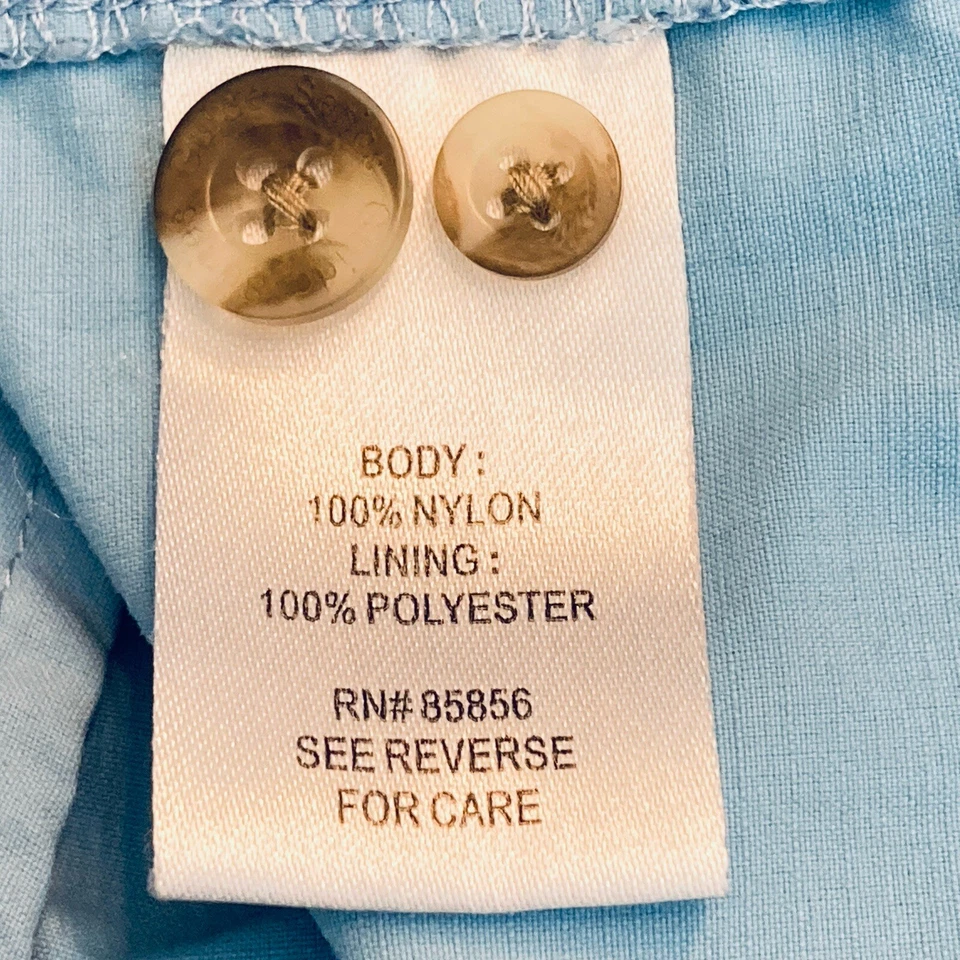 BODY :
100% NYLON
LINING :
100% POLYESTER
RN# 85856
SEE REVERSE
FOR CARE